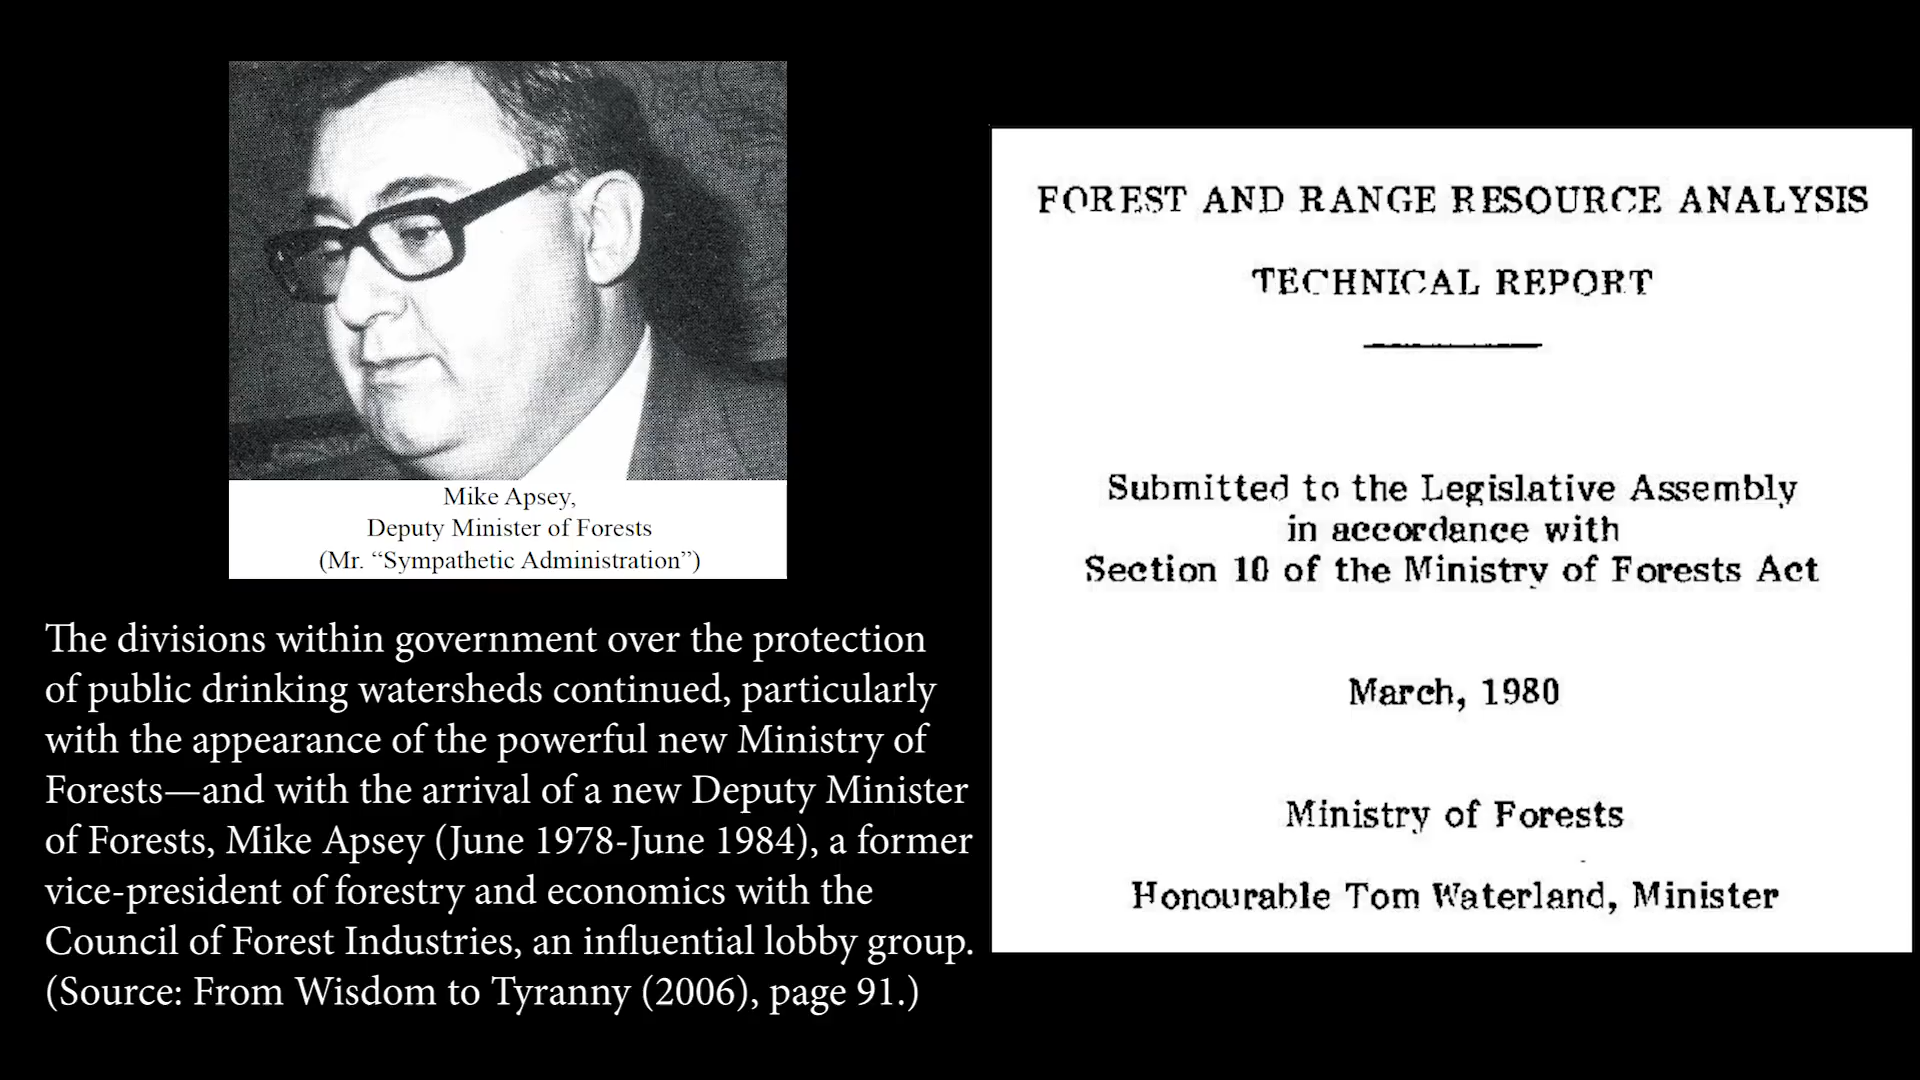 Mike Apsey,
Deputy Minister of Forests
(Mr. “Sympathetic Administration”)
The divisions within government over the protection
of public drinking watersheds continued, particularly
with the appearance of the powerful new Ministry of
Forests—and with the arrival of a new Deputy Minister
of Forests, Mike Apsey (June 1978-June 1984), a former
vice-president of forestry and economics with the
Council of Forest Industries, an influential lobby group.
(Source: From Wisdom to Tyranny (2006), page 91.)
FOREST AND RANGE RESOURCE ANALYSIS
TECHNICAL REPORT
Submitted to the Legislative Assembly
in accordance with
Section 10 of the Ministry of Forests Act
March, 1980
Ministry of Forests
Honourable Tom Waterland, Minister